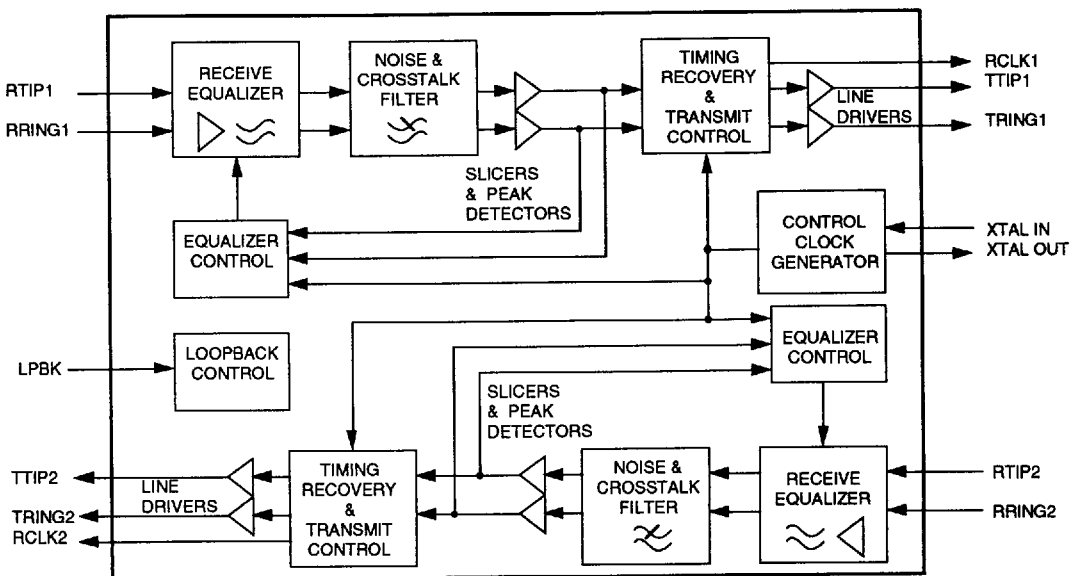 RTIP1
RRING1
RECEIVE
EQUALIZER
NOISE &
CROSSTALK
FILTER
TIMING
RECOVERY
&
TRANSMIT
CONTROL
LINE
DRIVERS
RCLK1
TTIP1
TRING1
SLICERS
& PEAK
DETECTORS
EQUALIZER
CONTROL
CONTROL
CLOCK
GENERATOR
XTAL IN
XTAL OUT
LPBK
LOOPBACK
CONTROL
EQUALIZER
CONTROL
SLICERS
& PEAK
DETECTORS
TTIP2
TRING2
RCLK2
LINE
DRIVERS
TIMING
RECOVERY
&
TRANSMIT
CONTROL
NOISE &
CROSSTALK
FILTER
RECEIVE
EQUALIZER
RTIP2
RRING2